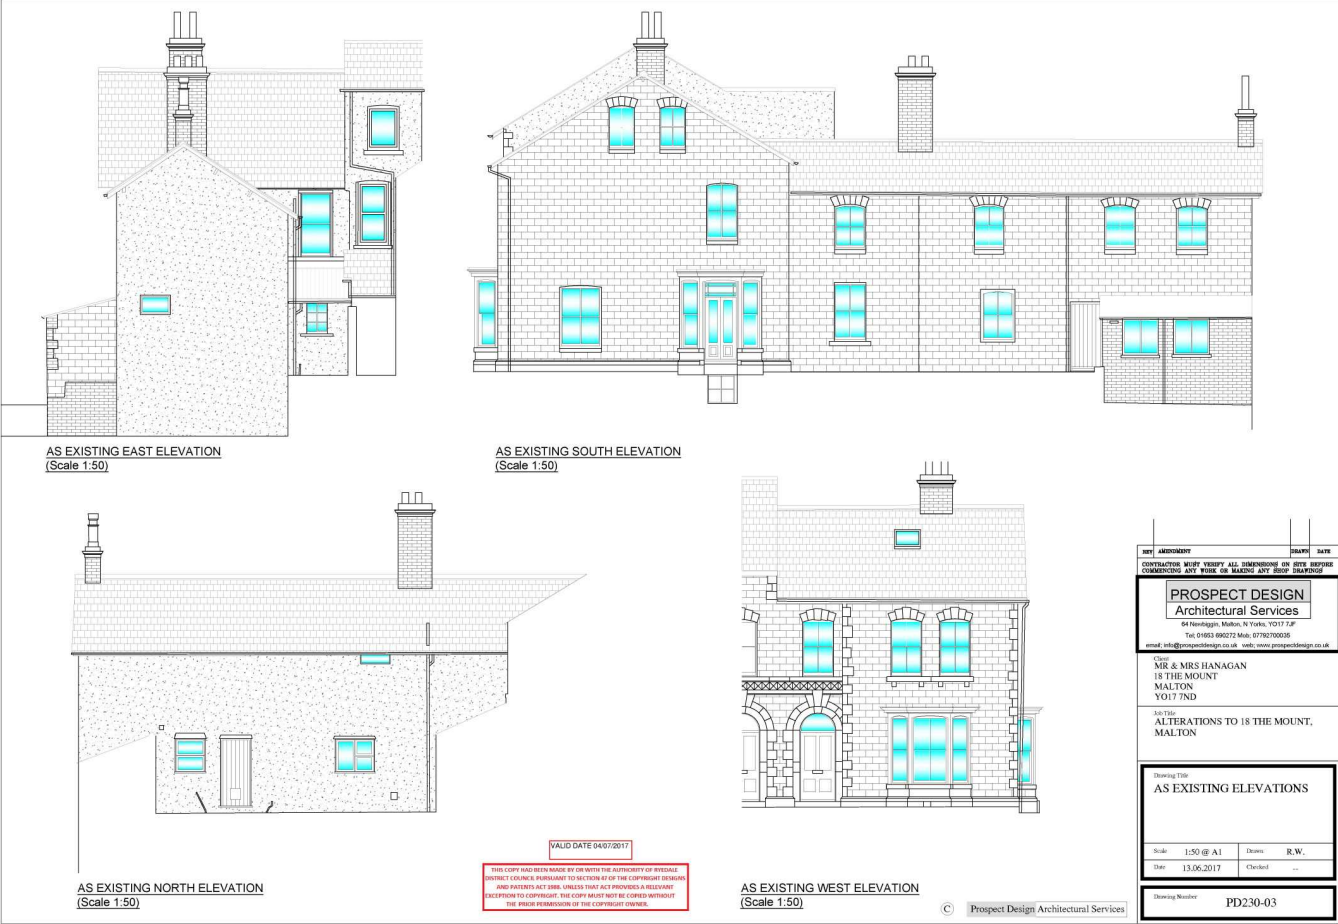 AS EXISTING EAST ELEVATION
(Scale 1:50)
AS EXISTING SOUTH ELEVATION
(Scale 1:50)
AS EXISTING NORTH ELEVATION
(Scale 1:50)
VALID DATE 04/07/2017
THIS COPY HAD BEEN MADE BY OR WITH THE AUTHORITY OF RYEDALE
DISTRICT COUNCIL PURSUANT TO SECTION 47 OF THE COPYRIGHT DESIGNS
AND PATENTS ACT 1988. UNLESS THAT ACT PROVIDES A RELEVANT
EXCEPTION TO COPYRIGHT. THE COPY MUST NOT BE COPIED WITHOUT
THE PRIOR PERMISSION OF THE COPYRIGHT OWNER.
AS EXISTING WEST ELEVATION
(Scale 1:50)
© Prospect Design Architectural Services
REV AMENDMENT DRAWN DATE
CONTRACTOR MUST VERIFY ALL DIMENSIONS ON SITE BEFORE
COMMENCING ANY WORK OR MAKING ANY SHOP DRAWINGS
PROSPECT DESIGN
Architectural Services
64 Newbiggin, Malton, N Yorks, YO17 7JF
Tel; 01653 690272 Mob; 07792700035
email; info@prospectdesign.co.uk web; www.prospectdesign.co.uk
Client
MR & MRS HANAGAN
18 THE MOUNT
MALTON
YO17 7ND
Job Title
ALTERATIONS TO 18 THE MOUNT,
MALTON
Drawing Title
AS EXISTING ELEVATIONS
Scale 1:50 @ A1 Drawn R.W.
Date 13.06.2017 Checked --
Drawing Number PD230-03